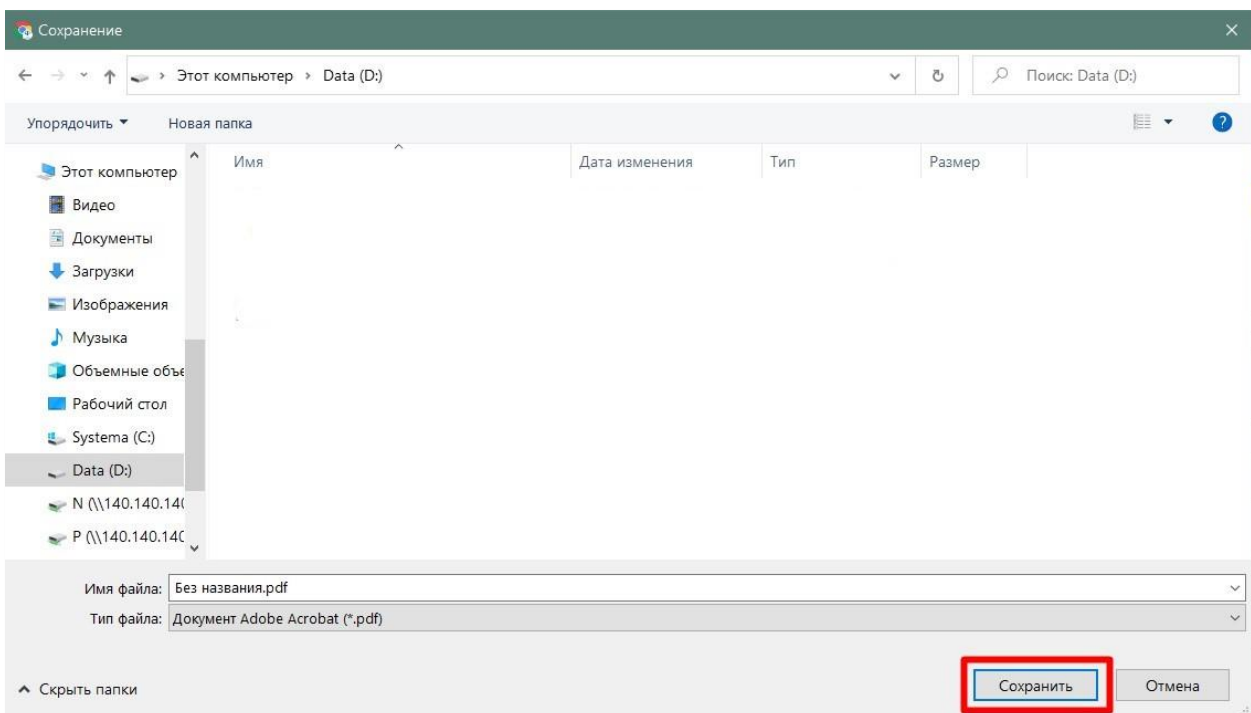 Сохранение
Этот компьютер > Data (D:)
Поиск: Data (D:)
Упорядочить
Новая папка
Этот компьютер
Видео
Документы
Загрузки
Изображения
Музыка
Объемные объе
Рабочий стол
Systema (C:)
Data (D:)
N (\\140.140.140
P (\\140.140.140
Имя
Дата изменения
Тип
Размер
Имя файла: Без названия.pdf
Тип файла: Документ Adobe Acrobat (*.pdf)
Скрыть папки
Сохранить
Отмена